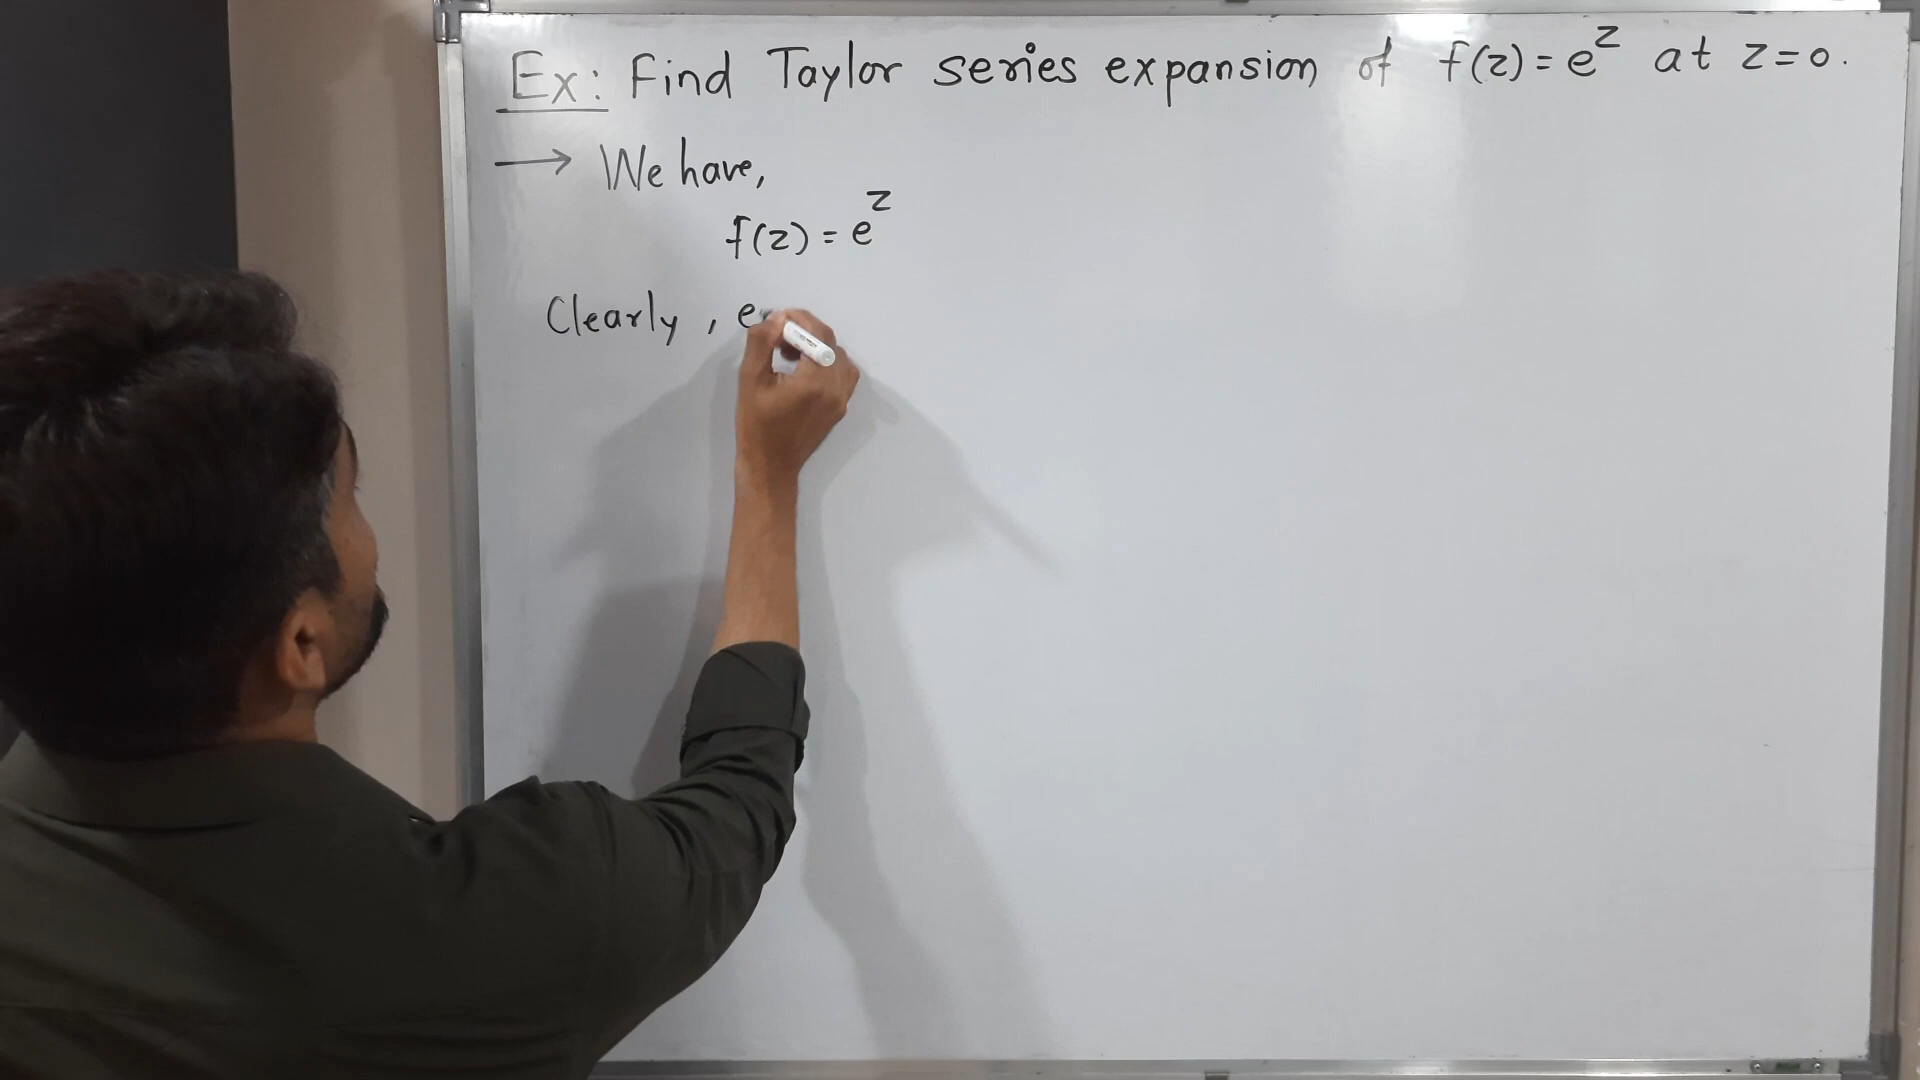 Ex: Find Taylor series expansion of f(z) = e^z at z=0.
→ We have,
f(z) = e^z
Clearly, e